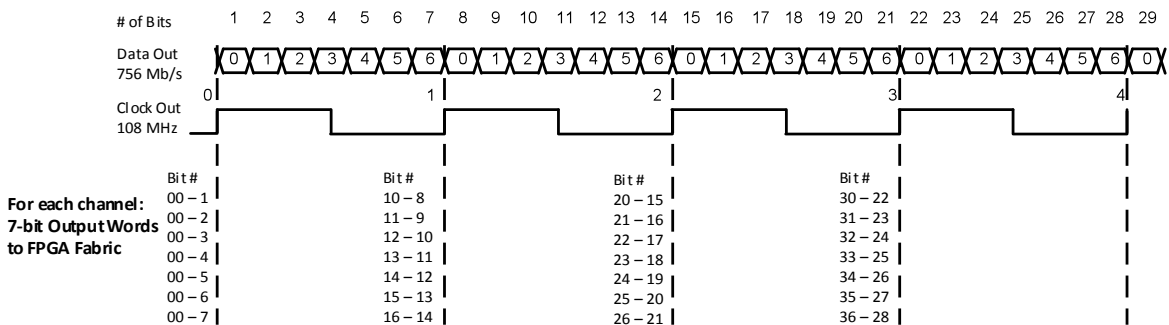 # of Bits 1 2 3 4 5 6 7 8 9 10 11 12 13 14 15 16 17 18 19 20 21 22 23 24 25 26 27 28 29
Data Out 0 1 2 3 4 5 6 0 1 2 3 4 5 6 0 1 2 3 4 5 6 0 1 2 3 4 5 6 0
756 Mb/s
0 1 2 3 4
Clock Out
108 MHz
Bit # Bit # Bit # Bit #
For each channel: 00 – 1 10 – 8 20 – 15 30 – 22
7-bit Output Words 00 – 2 11 – 9 21 – 16 31 – 23
to FPGA Fabric 00 – 3 12 – 10 22 – 17 32 – 24
00 – 4 13 – 11 23 – 18 33 – 25
00 – 5 14 – 12 24 – 19 34 – 26
00 – 6 15 – 13 25 – 20 35 – 27
00 – 7 16 – 14 26 – 21 36 – 28